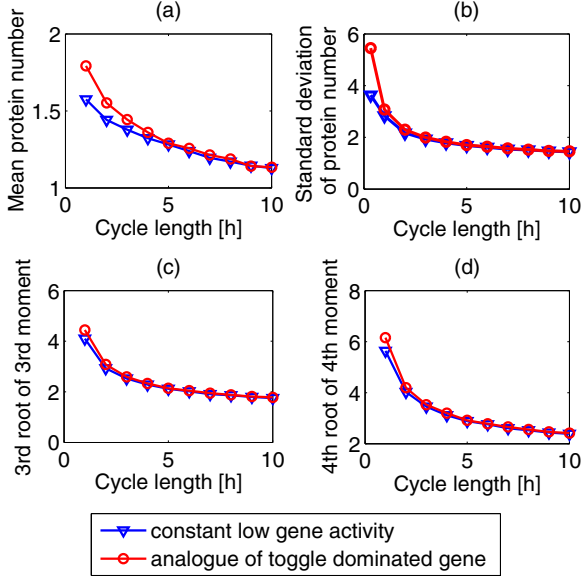 (a)
Mean protein number
2
1.5
1
0
5
10
Cycle length [h]
(b)
Standard deviation
of protein number
6
4
2
0
0
5
10
Cycle length [h]
(c)
3rd root of 3rd moment
6
4
2
0
0
5
10
Cycle length [h]
(d)
4th root of 4th moment
8
6
4
2
0
5
10
Cycle length [h]
constant low gene activity
analogue of toggle dominated gene